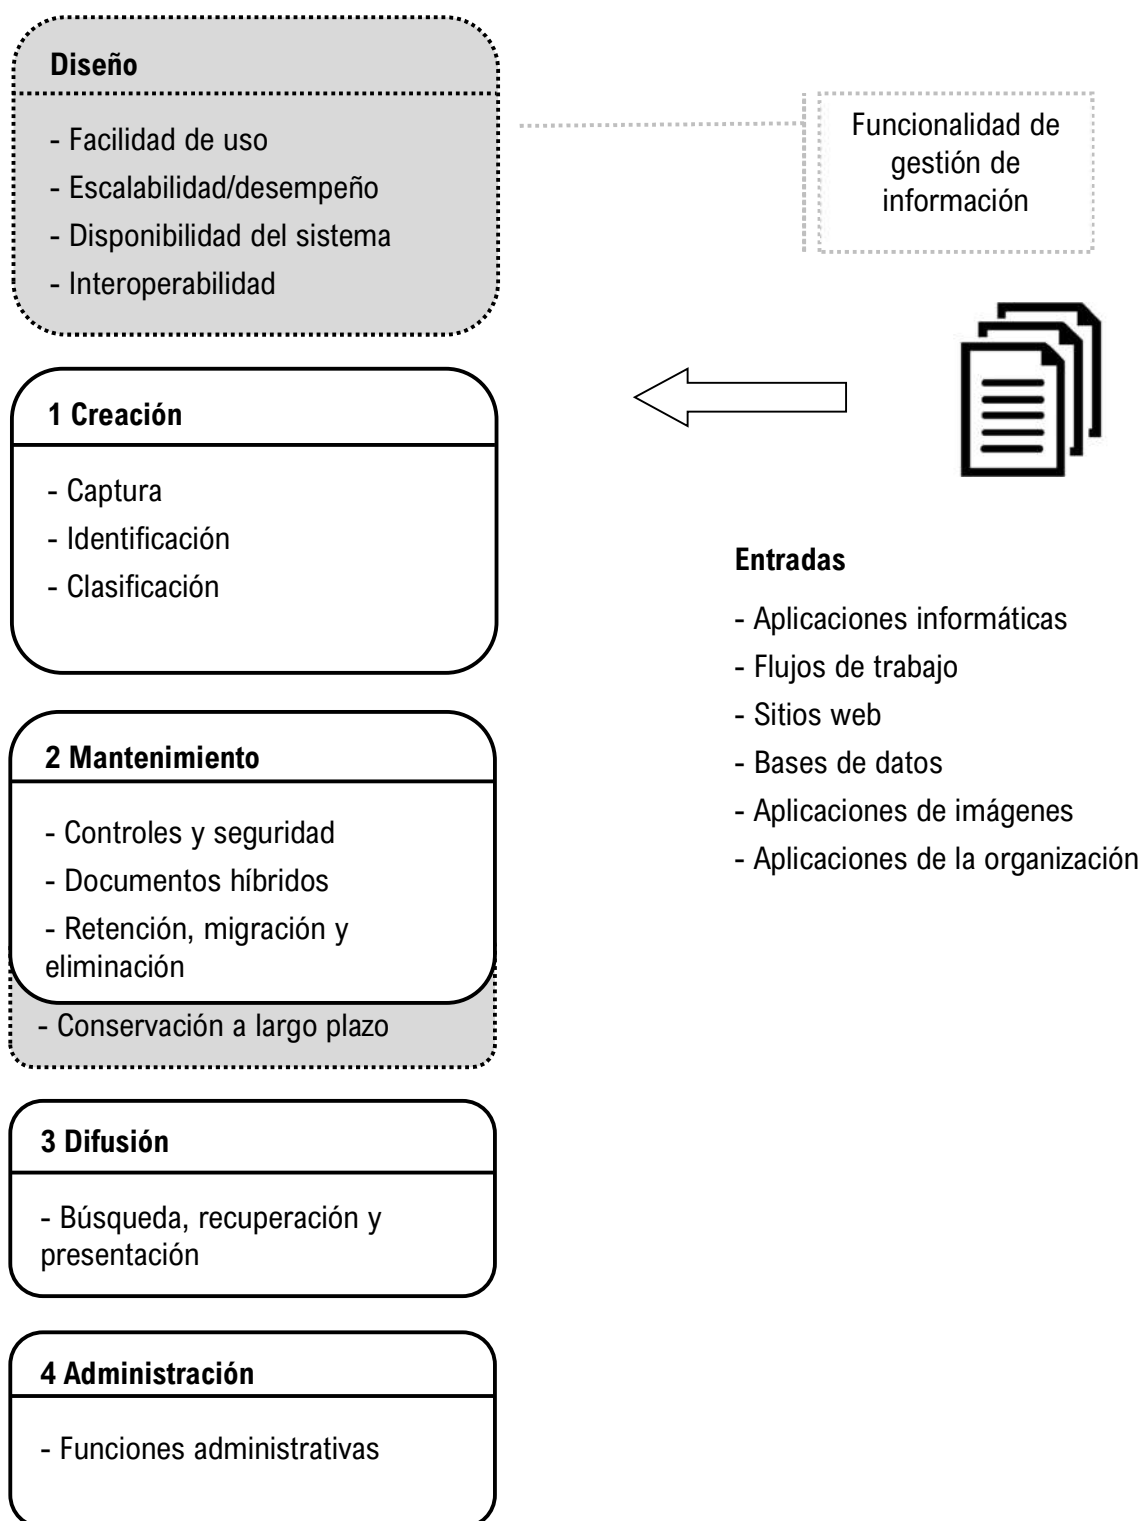 Diseño
- Facilidad de uso
- Escalabilidad/desempeño
- Disponibilidad del sistema
- Interoperabilidad
Funcionalidad de
gestión de
información
1 Creación
- Captura
- Identificación
- Clasificación
Entradas
- Aplicaciones informáticas
- Flujos de trabajo
- Sitios web
- Bases de datos
- Aplicaciones de imágenes
- Aplicaciones de la organización
2 Mantenimiento
- Controles y seguridad
- Documentos híbridos
- Retención, migración y
eliminación
- Conservación a largo plazo
3 Difusión
- Búsqueda, recuperación y
presentación
4 Administración
- Funciones administrativas